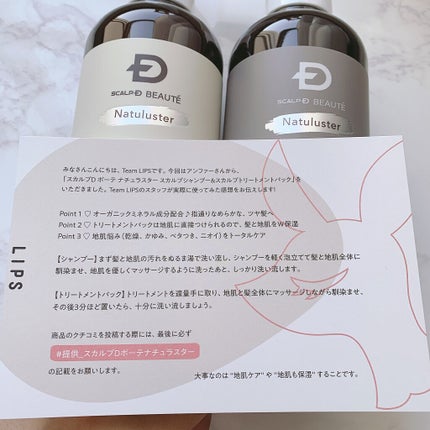 SCALP-D BEAUTÉ
Natuluster
SCALP-D BEAUTÉ
Natuluster
LIPS
みなさんこんにちは、Team LIPSです。今回はアンファーさんから、
「スカルプD ボーテ ナチュラスター スカルプシャンプー&スカルプトリートメントパック」を
いただきました。Team LIPSのスタッフが実際に使ってみた感想をお伝えします!
Point 1 ♡ オーガニックミネラル成分配合♪指通りなめらかな、ツヤ髪へ
Point 2 ♡ トリートメントパックは地肌に直接つけられるので、髪と地肌をW保湿
Point 3 ♡ 地肌悩み(乾燥、かゆみ、ベタつき、ニオイ)をトータルケア
【シャンプー】まず髪と地肌の汚れをぬるま湯で洗い流し、シャンプーを軽く泡立てて髪と地肌全体に
馴染ませ、地肌を優しくマッサージするように洗ったあと、しっかり洗い流します。
【トリートメントパック】トリートメントを適量手に取り、地肌と髪全体にマッサージしながら馴染ませ、
その後3分ほど置いたら、十分に洗い流しましょう。
商品のクチコミを投稿する際には、最後に必ず
#提供_スカルプDボーテナチュラスター
の記載をお願いします。
大事なのは "地肌ケア" や "地肌も保湿" することです。